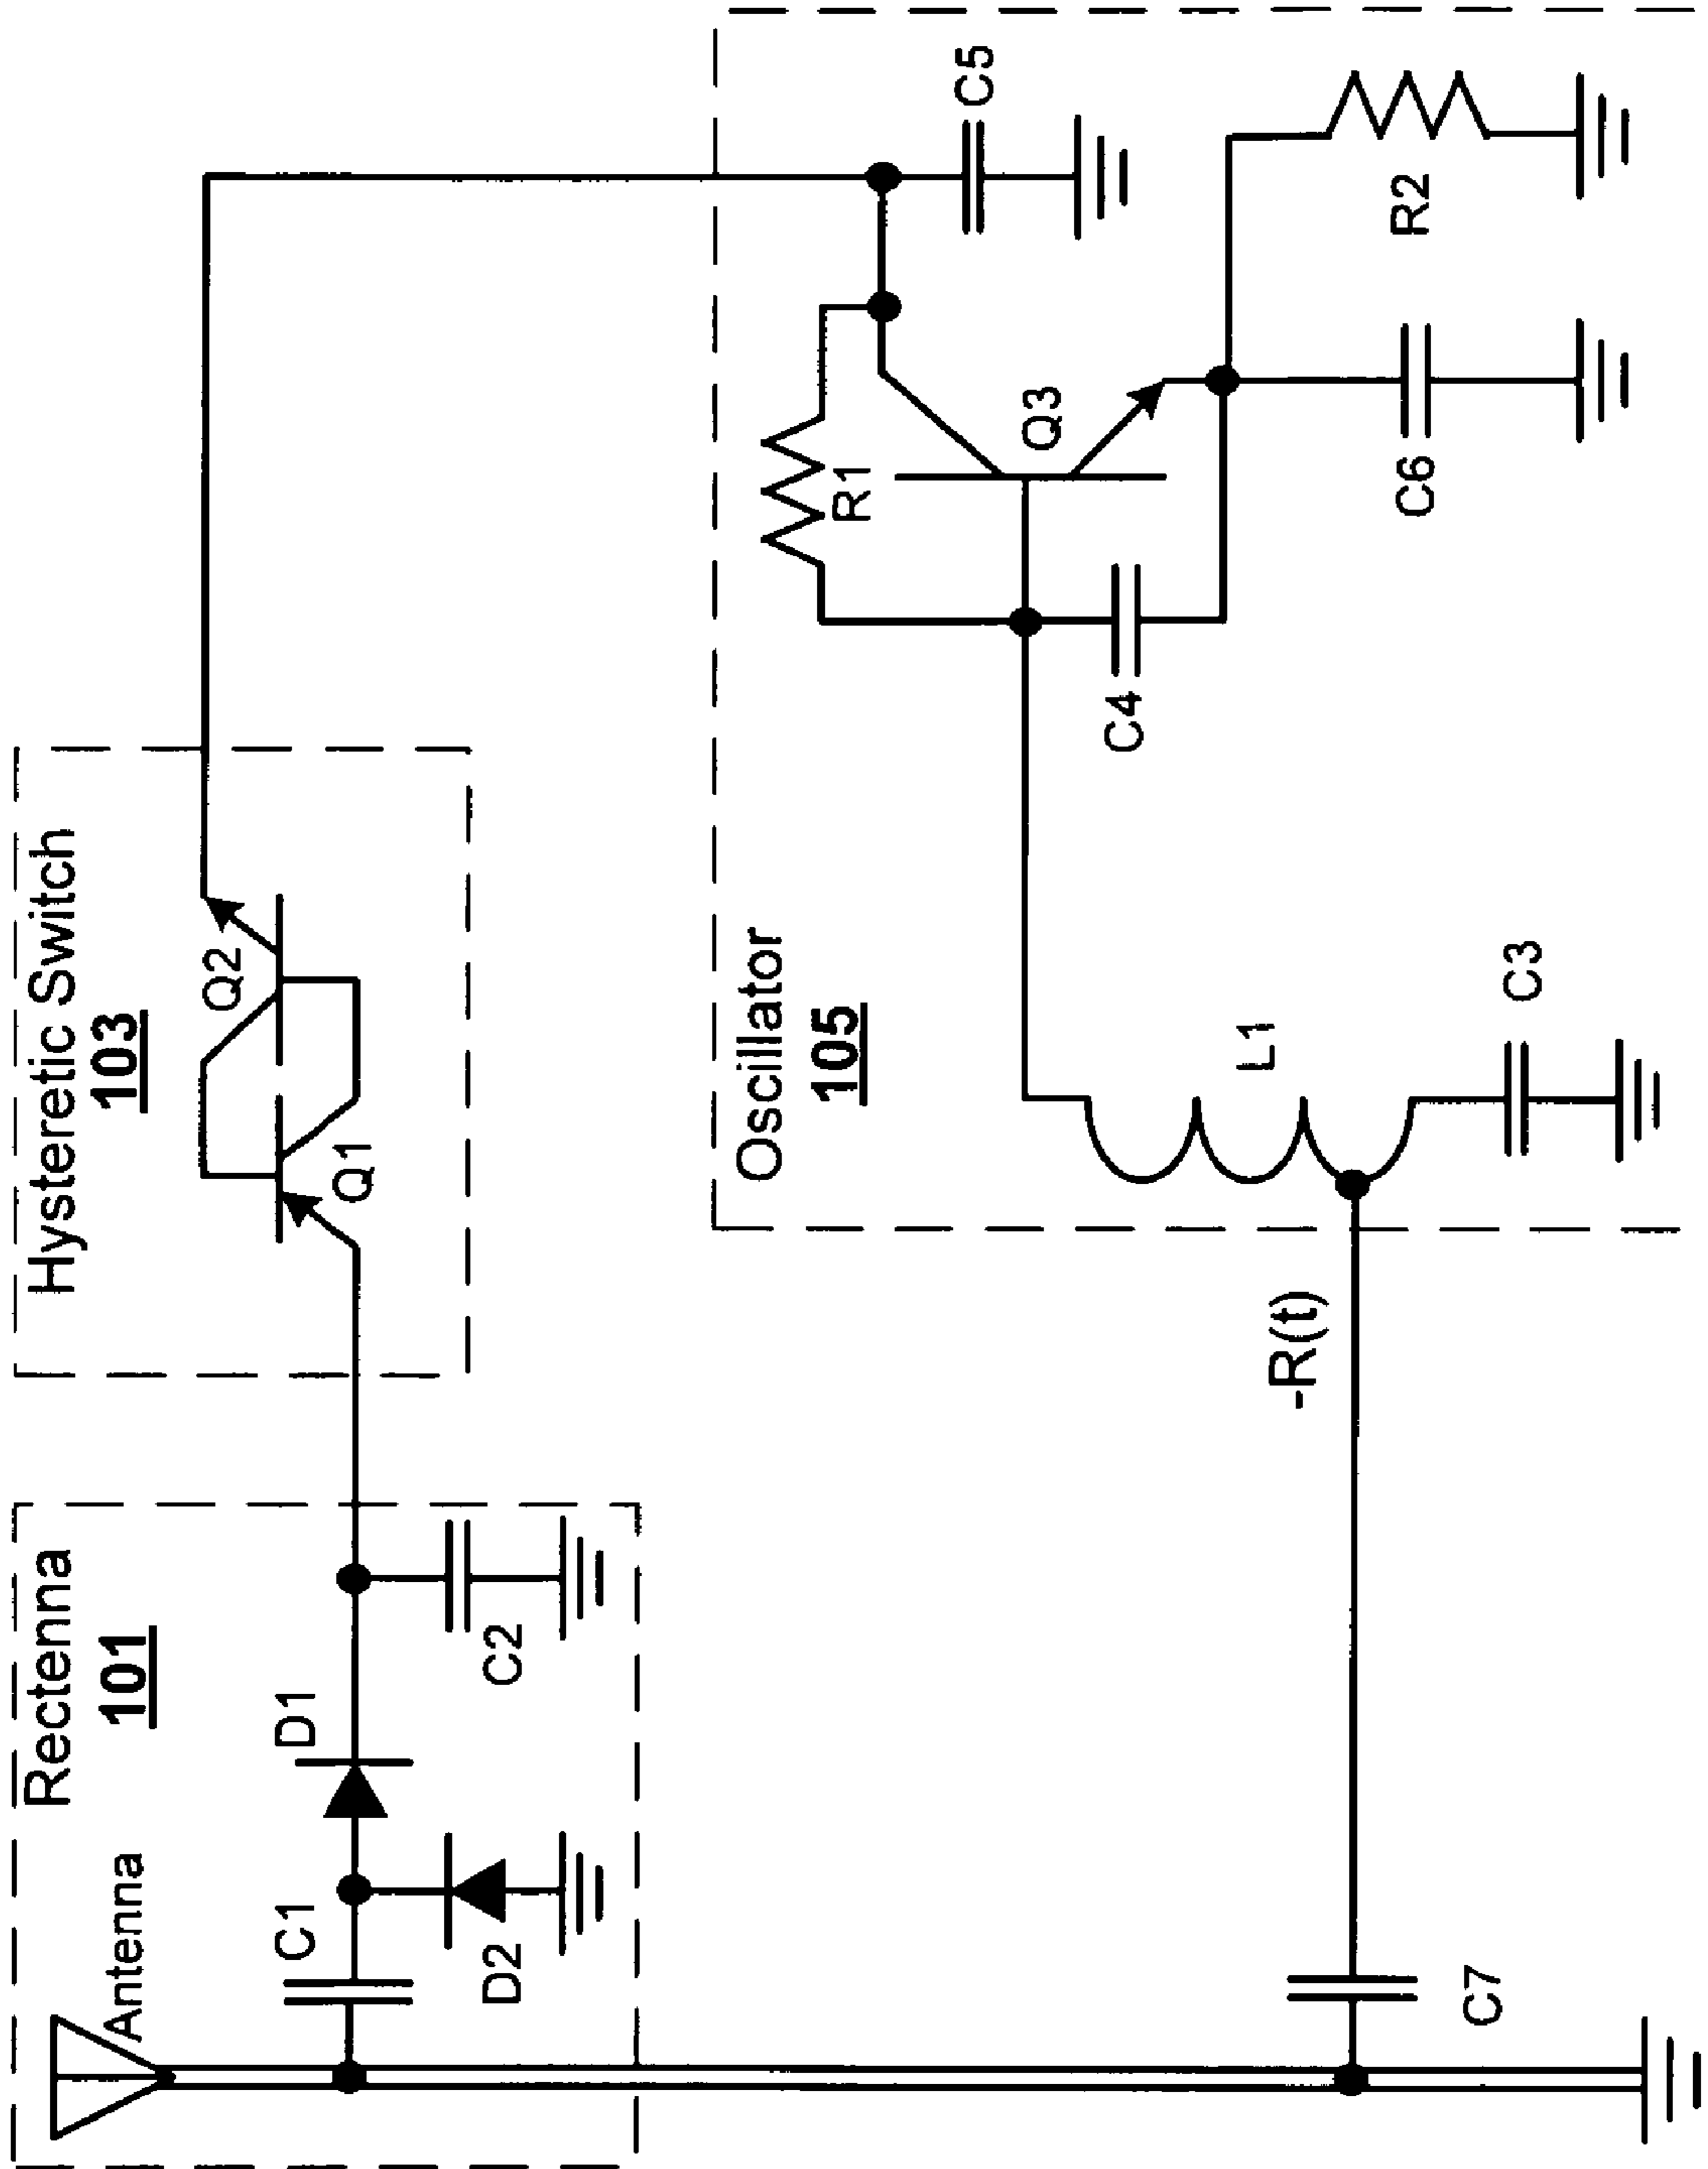 Rectenna
101
Antenna
C1
D1
D2
C2
Hysteretic Switch
103
Q1
Q2
Oscillator
105
R1
Q3
C5
C4
C6
R2
L1
C3
-R(t)
C7